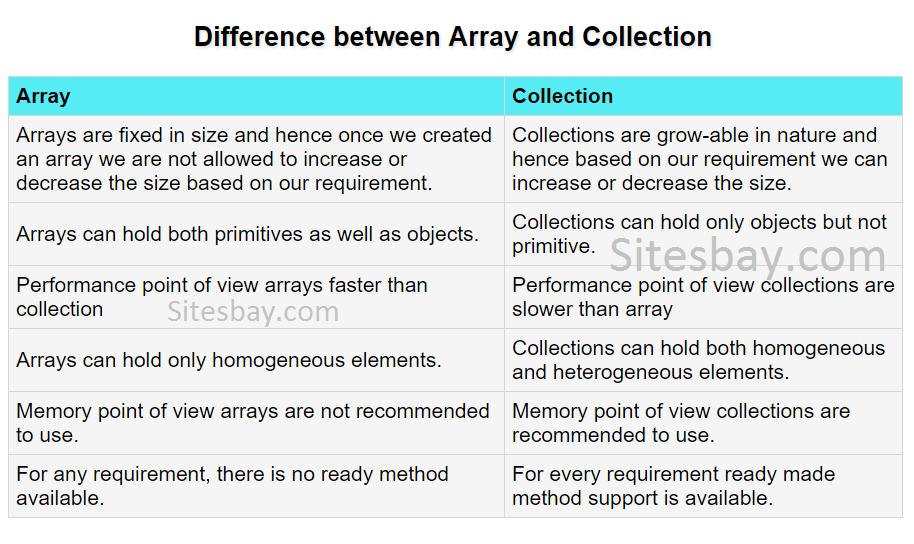 Difference between Array and Collection
Array
Collection
Arrays are fixed in size and hence once we created
an array we are not allowed to increase or
decrease the size based on our requirement.
Collections are grow-able in nature and
hence based on our requirement we can
increase or decrease the size.
Arrays can hold both primitives as well as objects.
Collections can hold only objects but not
primitive.
Sitesbay.com
Performance point of view arrays faster than
collection
Sitesbay.com
Performance point of view collections are
slower than array
Arrays can hold only homogeneous elements.
Collections can hold both homogeneous
and heterogeneous elements.
Memory point of view arrays are not recommended
to use.
Memory point of view collections are
recommended to use.
For any requirement, there is no ready method
available.
For every requirement ready made
method support is available.